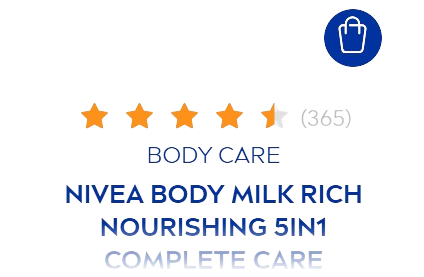 (365)
BODY CARE
NIVEA BODY MILK RICH
NOURISHING 5IN1
COMPLETE CARE